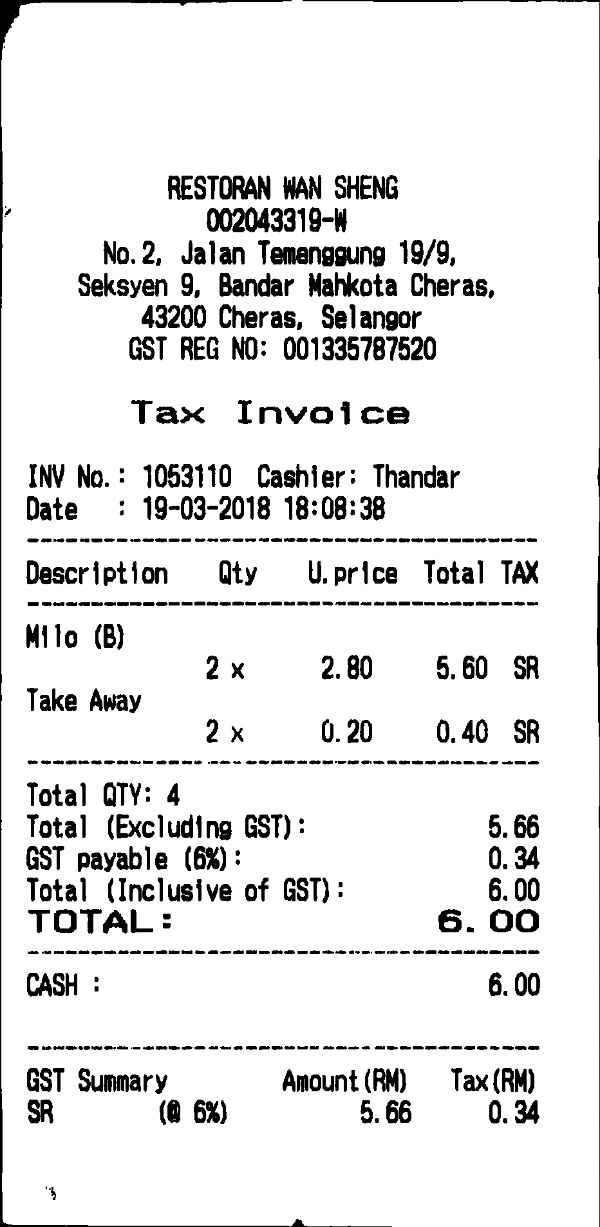 RESTORAN WAN SHENG
002043319-W
No.2, Jalan Temenggung 19/9,
Seksyen 9, Bandar Mahkota Cheras,
43200 Cheras, Selangor
GST REG NO: 001335787520
Tax Invoice
INV No.: 1053110 Cashier: Thandar
Date : 19-03-2018 18:08:38
Description Qty U.price Total TAX
Milo (B)
2 x 2.80 5.60 SR
Take Away
2 x 0.20 0.40 SR
Total QTY: 4
Total (Excluding GST): 5.66
GST payable (6%): 0.34
Total (Inclusive of GST): 6.00
TOTAL: 6.00
CASH : 6.00
GST Summary Amount(RM) Tax(RM)
SR (@ 6%) 5.66 0.34